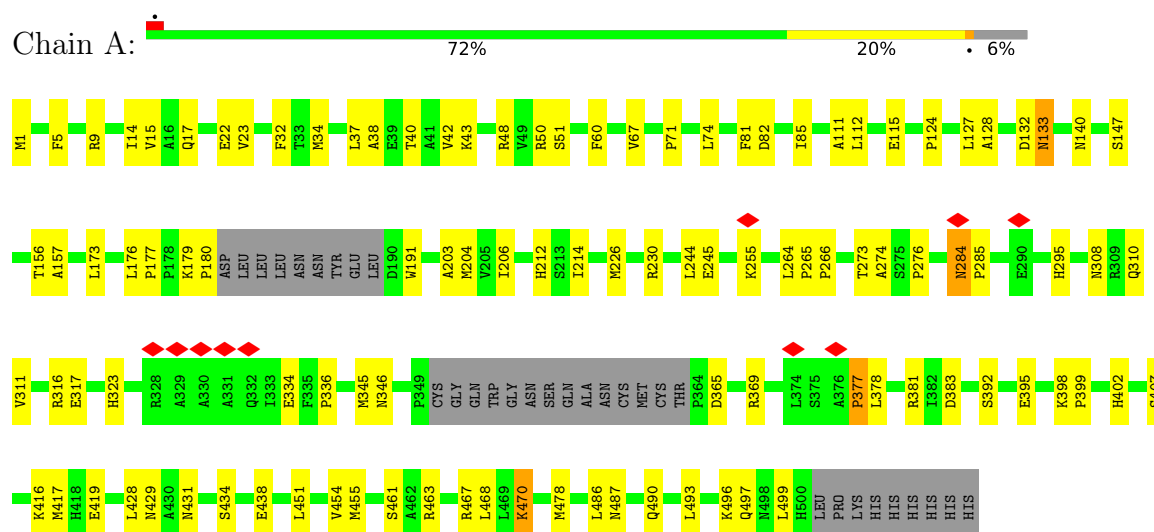 Chain A:
72% 20% • 6%
M1 F5 R9 I14 V15 A16 Q17 E22 V23 F32 T33 M34 L37 A38 E39 T40 A41 V42 K43 R48 V49 R50 S51 F60 V67 P71 L74 F81 D82 I85 A111 L112 E115 P124 L127 A128 D132 N133 N140 S147
T156 A157 L173 L176 P177 P178 K179 P180 ASP LEU LEU LEU ASN ASN TYR GLU LEU D190 W191 A203 M204 V205 I206 H212 S213 I214 M226 R230 L244 E245 K255 L264 P265 P266 T273 A274 S275 P276 N284 P285 E290 H295 N308 R309 Q310
V311 R316 E317 H323 R328 A329 A330 A331 Q332 I333 E334 F335 P336 M345 N346 P349 CYS GLY GLN TRP GLY ASN SER GLN ALA ASN CYS MET CYS THR P364 D365 R369 L374 S375 A376 P377 L378 R381 I382 D383 S392 E395 K398 P399 H402
K416 M417 H418 E419 L428 N429 A430 N431 S434 E438 L451 V454 M455 S461 A462 R463 R467 L468 L469 K470 M478 L486 N487 Q490 L493 K496 Q497 N498 L499 H500 LEU PRO LYS HIS HIS HIS HIS HIS HIS